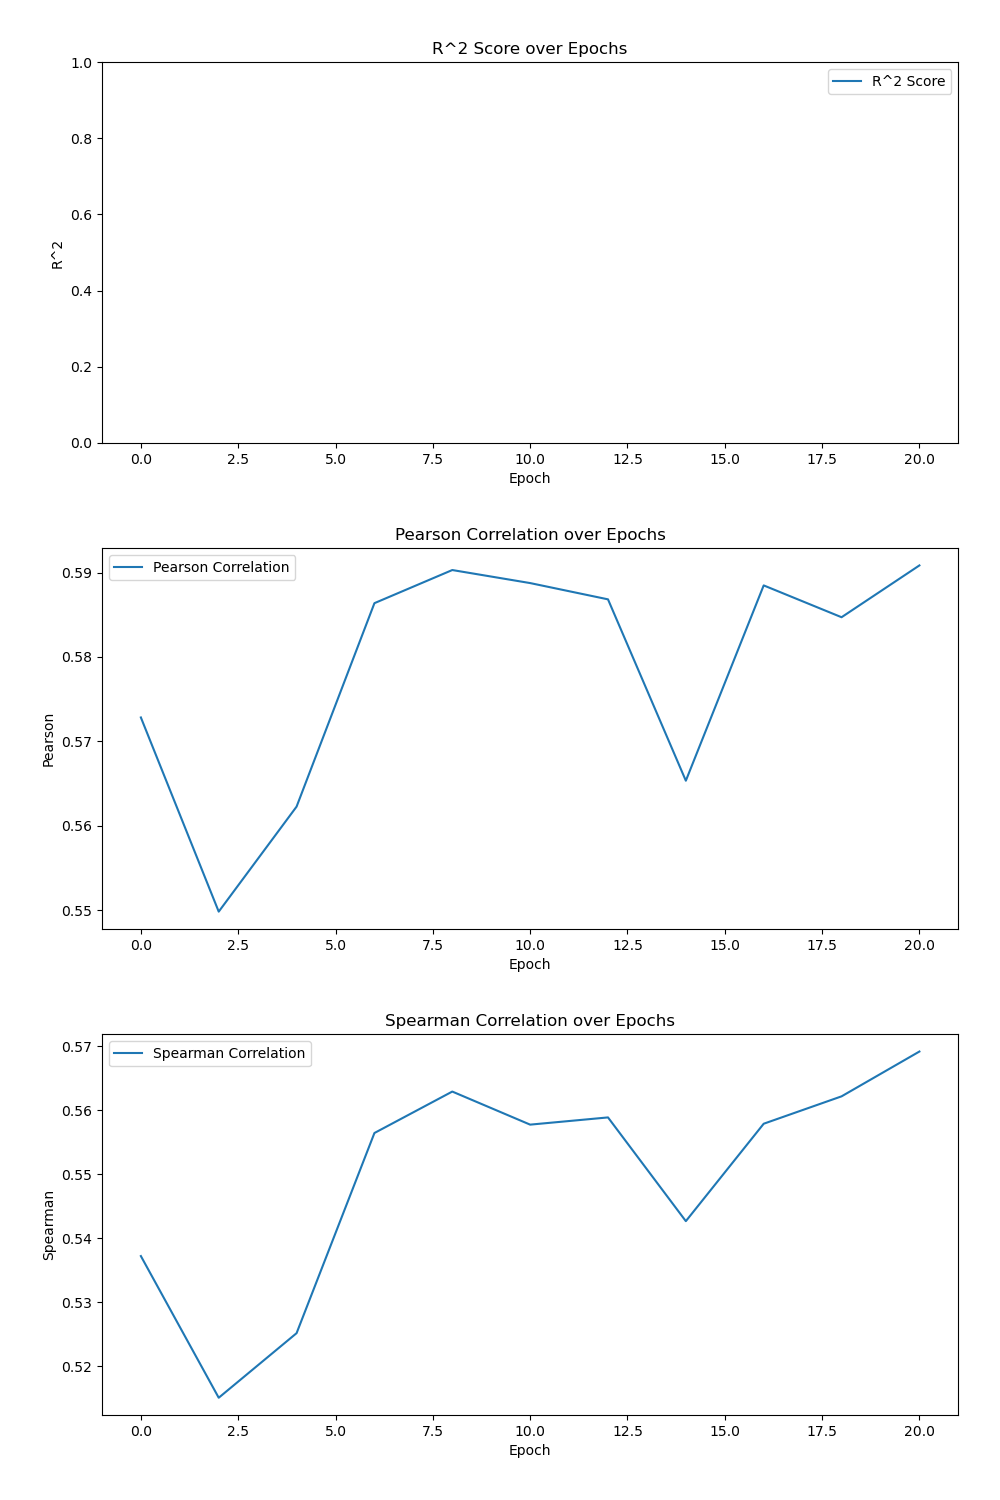 R^2 Score over Epochs
1.0
R^2 Score
0.8
0.6
R^2
0.4
0.2
0.0
0.0 2.5 5.0 7.5 10.0 12.5 15.0 17.5 20.0
Epoch
Pearson Correlation over Epochs
Pearson Correlation
0.59
0.58
Pearson
0.57
0.56
0.55
0.0 2.5 5.0 7.5 10.0 12.5 15.0 17.5 20.0
Epoch
Spearman Correlation over Epochs
0.57
Spearman Correlation
0.56
0.55
Spearman
0.54
0.53
0.52
0.0 2.5 5.0 7.5 10.0 12.5 15.0 17.5 20.0
Epoch